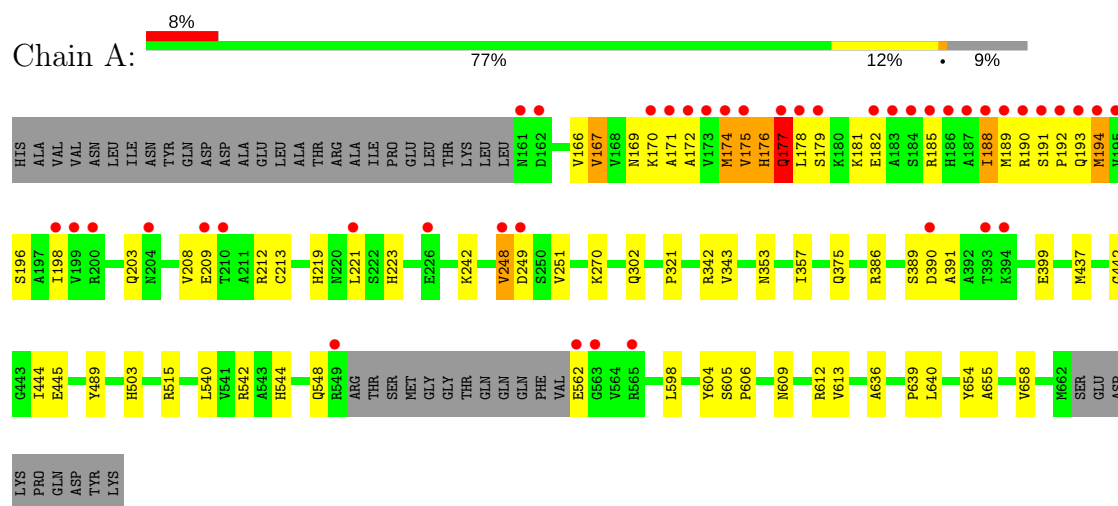 8%
Chain A:
77% 12% • 9%
HIS ALA VAL VAL ASN LEU ILE ASN TYR GLN ASP ASP ALA GLU LEU ALA THR ARG ALA ILE PRO GLU LEU THR LYS LEU LEU N161 D162 V166 V167 V168 N169 K170 A171 A172 V173 M174 V175 H176 Q177 L178 S179 K180 K181 E182 A183 S184 R185 H186 A187 I188 M189 R190 S191 P192 Q193 M194 V195
S196 A197 I198 V199 R200 Q203 N204 V208 E209 T210 A211 R212 C213 H219 N220 L221 S222 H223 E226 K242 V248 D249 S250 V251 K270 Q302 P321 R342 V343 N353 I357 Q375 R386 S389 D390 A391 A392 T393 K394 E399 M437
G443 I444 E445 Y489 H503 R515 L540 V541 R542 A543 H544 Q548 R549 ARG THR SER MET GLY GLY THR GLN GLN GLN PHE VAL E562 G563 V564 R565 L598 Y604 S605 P606 N609 R612 V613 A636 P639 L640 Y654 A655 V658 M662 SER GLU ASP
LYS PRO GLN ASP TYR LYS